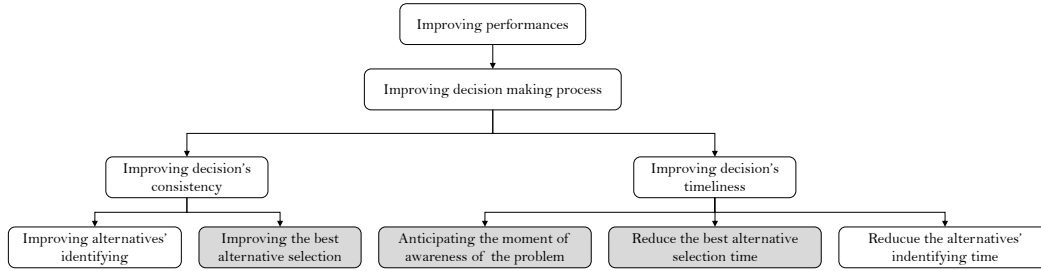 Improving performances
Improving decision making process
Improving decision's
consistency
Improving decision's
timeliness
Improving alternatives'
identifying
Improving the best
alternative selection
Anticipating the moment of
awareness of the problem
Reduce the best alternative
selection time
Reducue the alternatives'
indentifying time